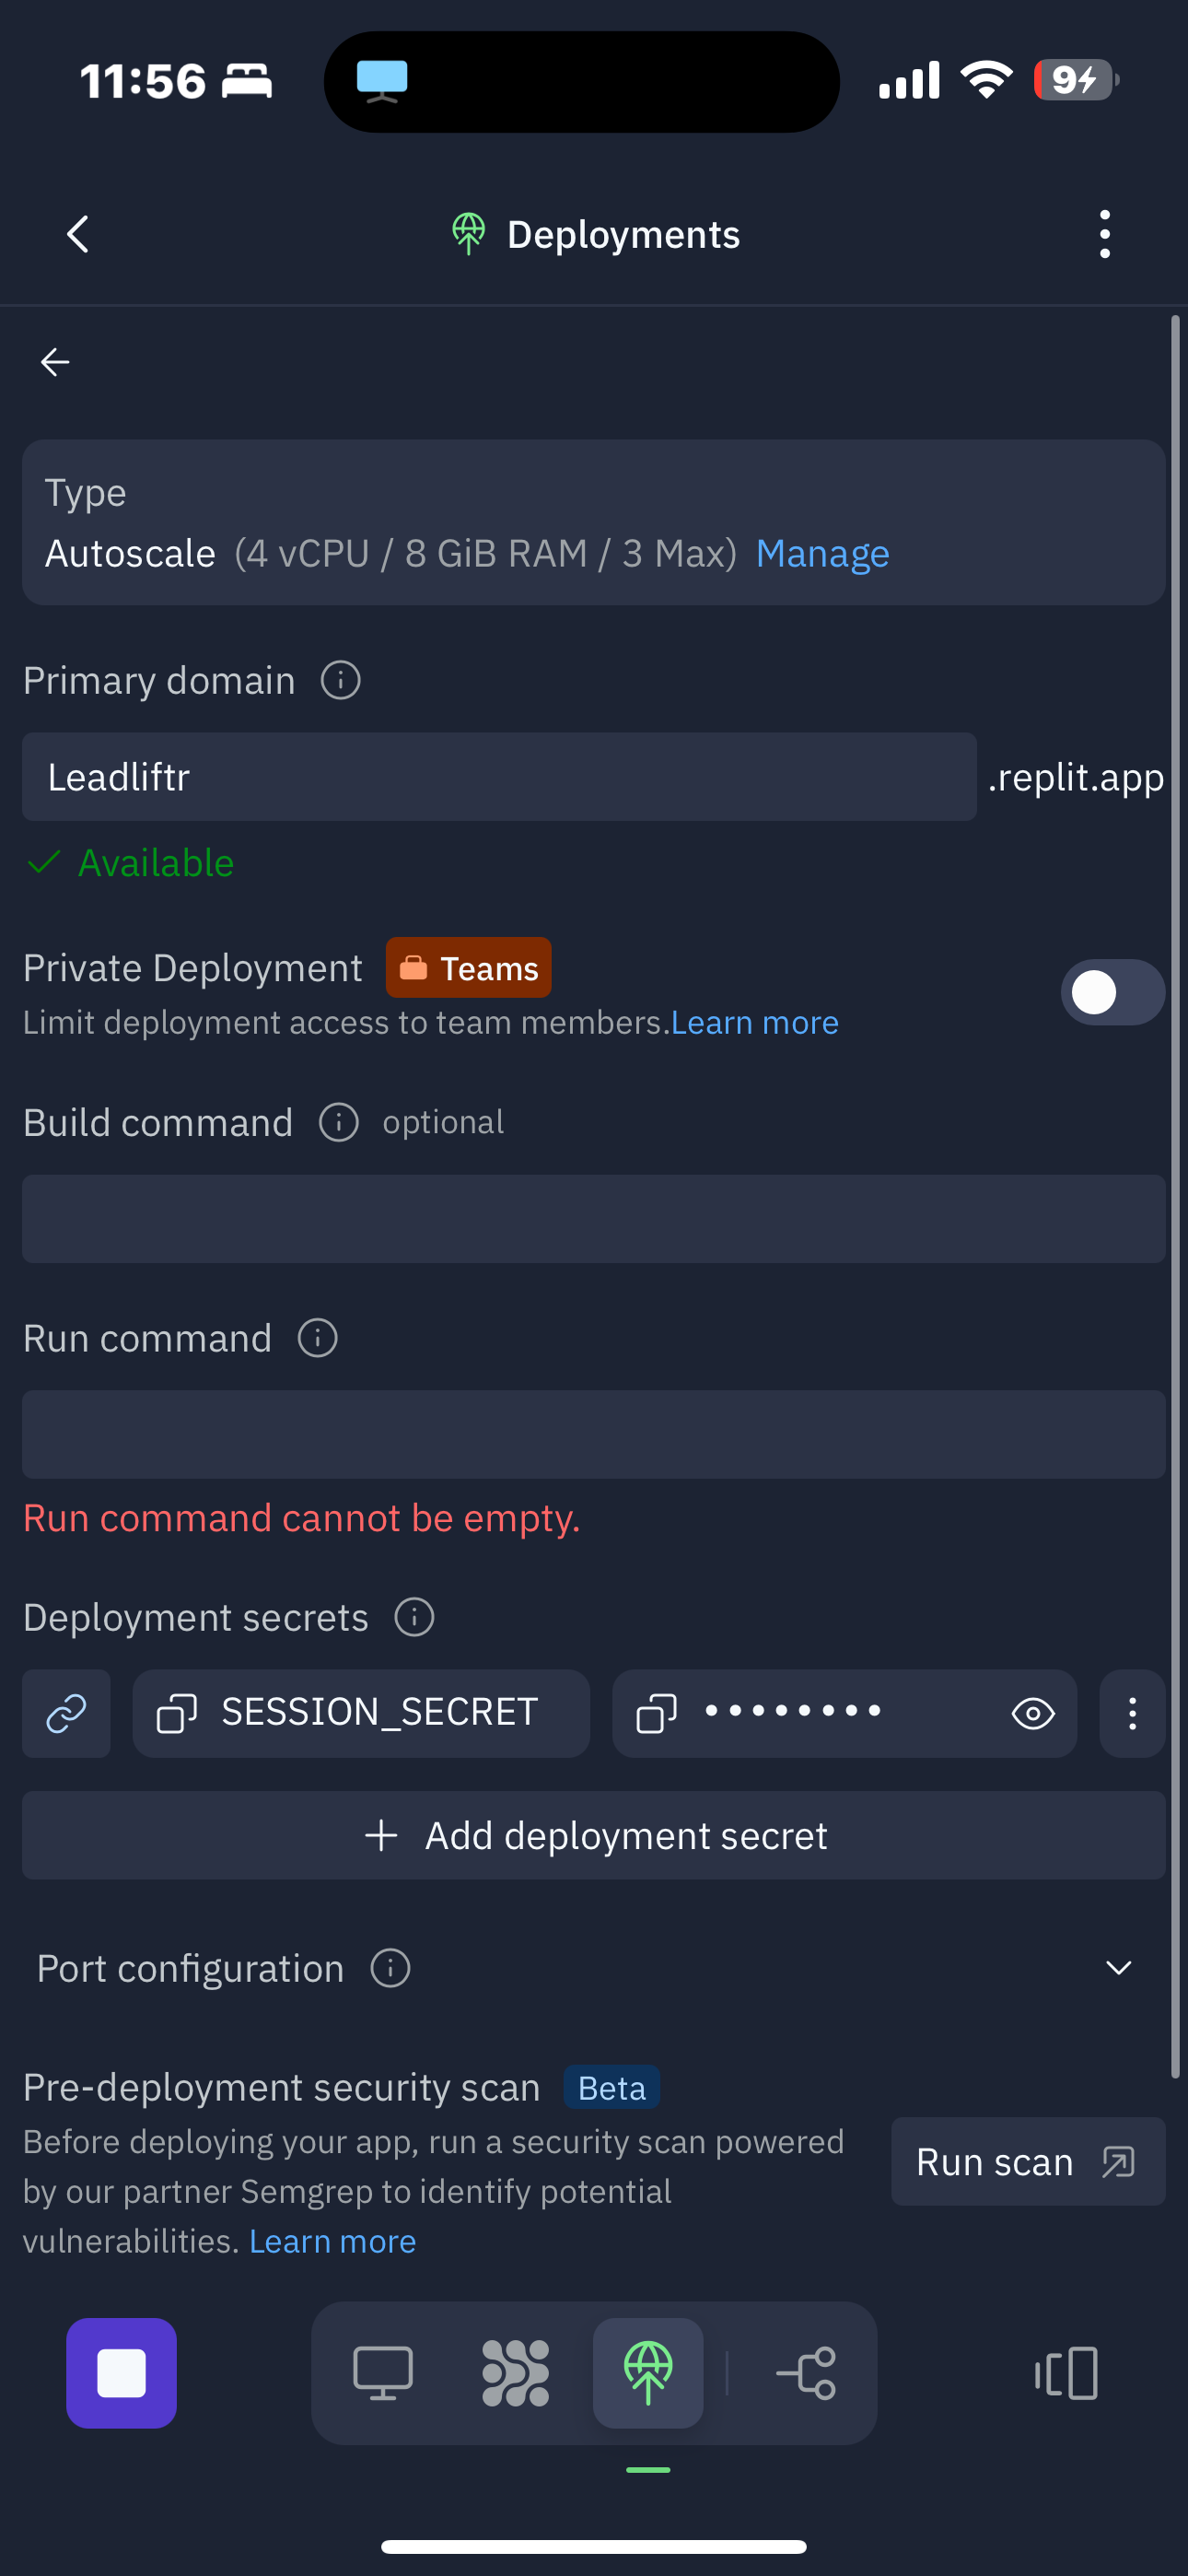 11:56
9
Deployments
Type
Autoscale (4 vCPU / 8 GiB RAM / 3 Max) Manage
Primary domain
Leadliftr .replit.app
Available
Private Deployment Teams
Limit deployment access to team members.Learn more
Build command optional
Run command
Run command cannot be empty.
Deployment secrets
SESSION_SECRET ••••••••
Add deployment secret
Port configuration
Pre-deployment security scan Beta
Before deploying your app, run a security scan powered
by our partner Semgrep to identify potential
vulnerabilities. Learn more
Run scan